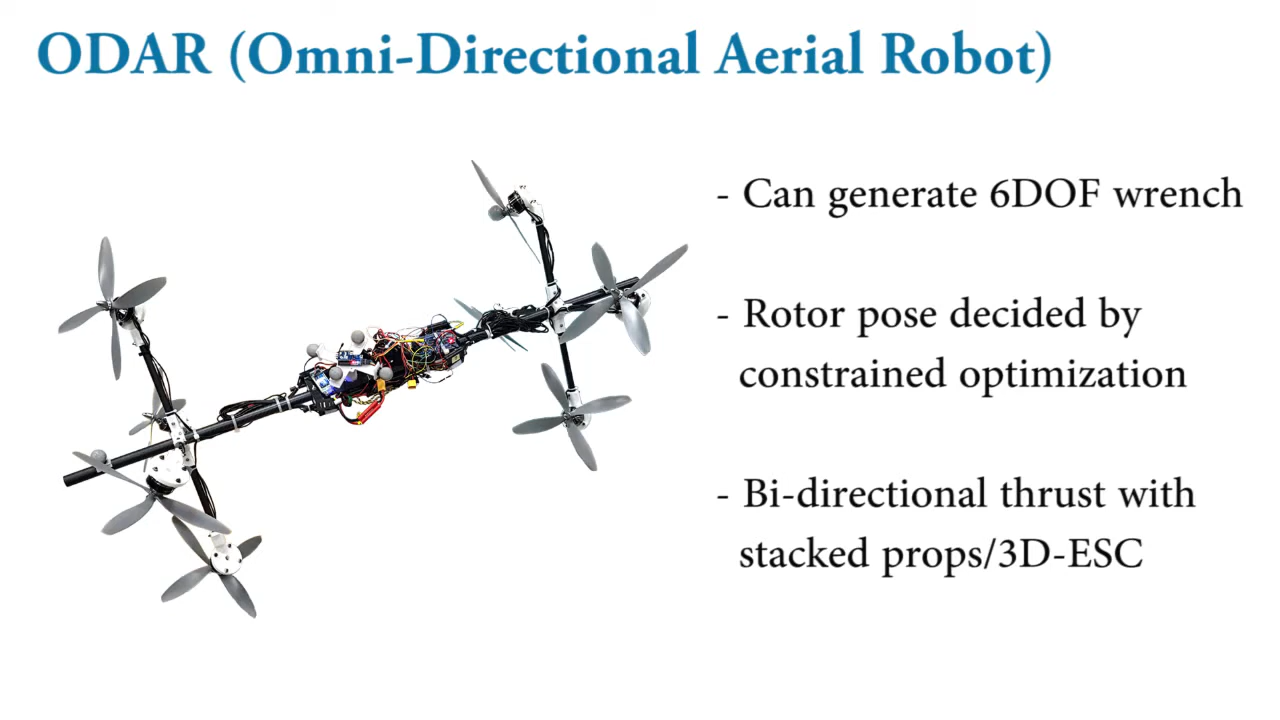 ODAR (Omni-Directional Aerial Robot)
- Can generate 6DOF wrench
- Rotor pose decided by
constrained optimization
- Bi-directional thrust with
stacked props/3D-ESC